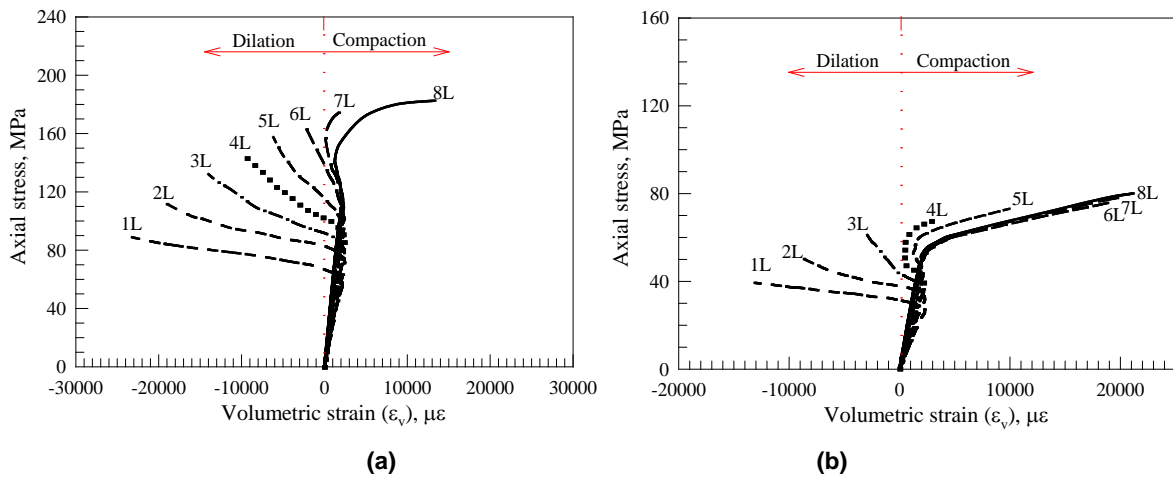 240
200
160
120
80
40
0
Axial stress, MPa
Dilation Compaction
1L
2L
3L
4L
5L
6L
7L
8L
-30000 -20000 -10000 0 10000 20000 30000
Volumetric strain (εv), με
(a)
160
120
80
40
0
Axial stress, MPa
Dilation Compaction
1L
2L
3L
4L
5L
6L
7L
8L
-20000 -10000 0 10000 20000
Volumetric strain (εv), με
(b)